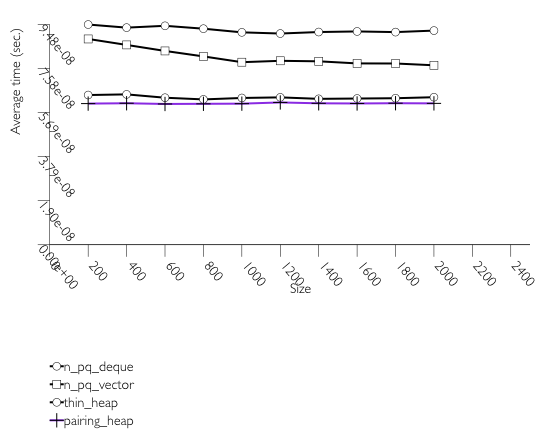 Average time (sec.)
9.48e-08
7.58e-08
5.69e-08
3.79e-08
1.90e-08
0.00e+00
0
200
400
600
800
1000
1200
1400
1600
1800
2000
2200
2400
Size
n_pq_deque
n_pq_vector
thin_heap
pairing_heap